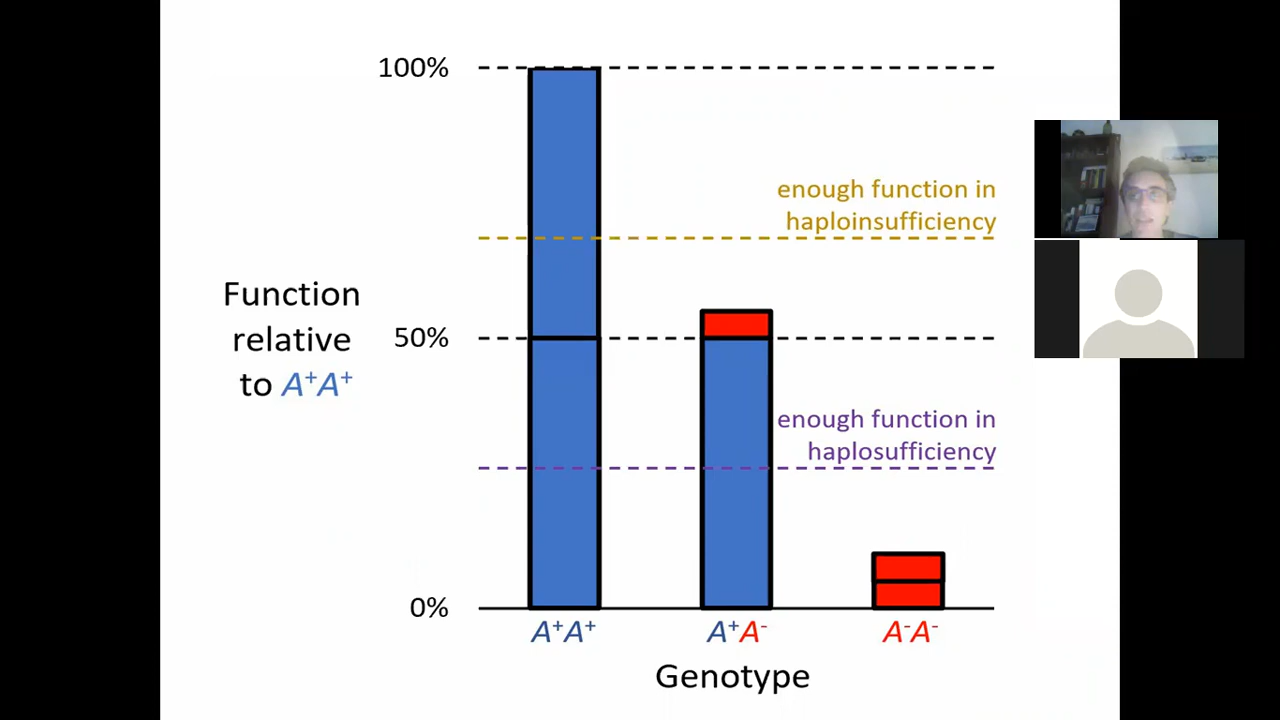 100%
enough function in
haploinsufficiency
Function
relative
to A⁺A⁺
50%
enough function in
haplosufficiency
0%
A⁺A⁺
A⁺A⁻
A⁻A⁻
Genotype